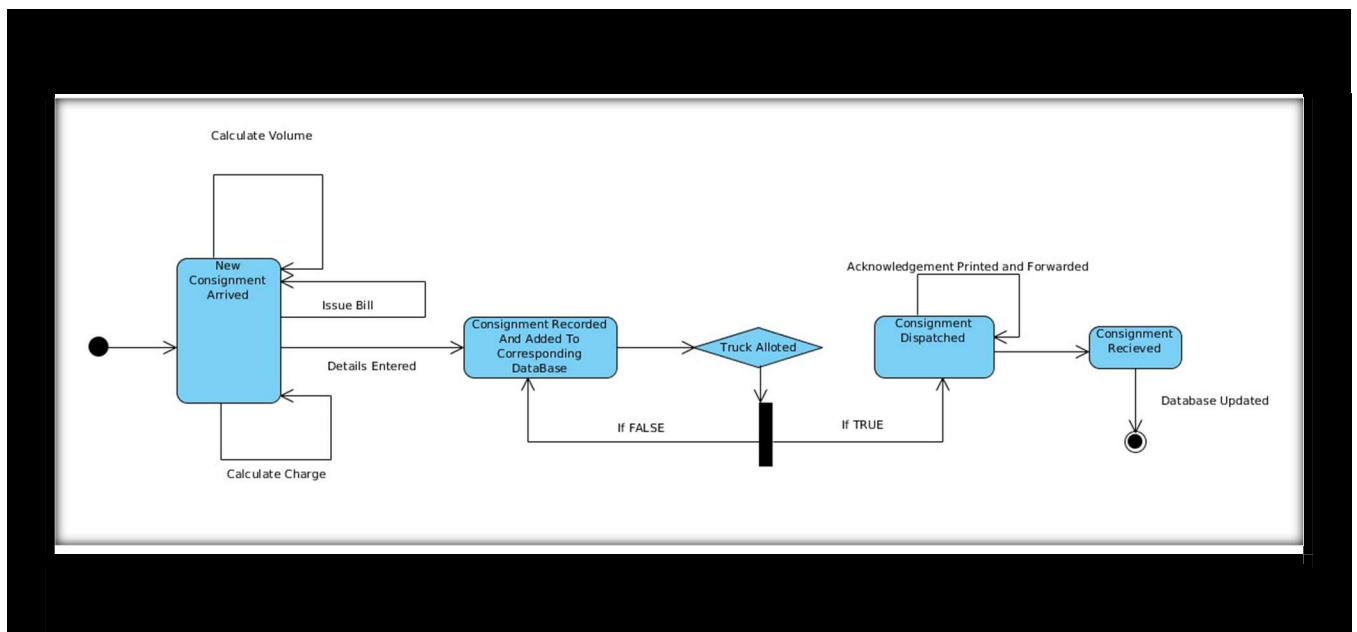 Calculate Volume
New
Consignment
Arrived
Issue Bill
Details Entered
Calculate Charge
Consignment Recorded
And Added To
Corresponding
DataBase
Truck Alloted
If FALSE
If TRUE
Acknowledgement Printed and Forwarded
Consignment
Dispatched
Consignment
Recieved
Database Updated